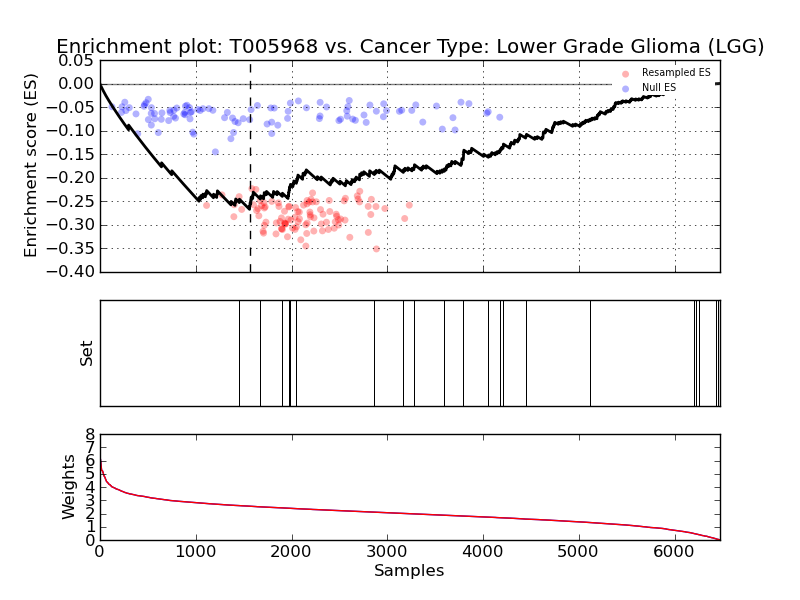 Enrichment plot: T005968 vs. Cancer Type: Lower Grade Glioma (LGG)
0.05
0.00
−0.05
−0.10
−0.15
−0.20
−0.25
−0.30
−0.35
−0.40
Enrichment score (ES)
Resampled ES
Null ES
Set
8
7
6
5
4
3
2
1
0
Weights
0 1000 2000 3000 4000 5000 6000
Samples